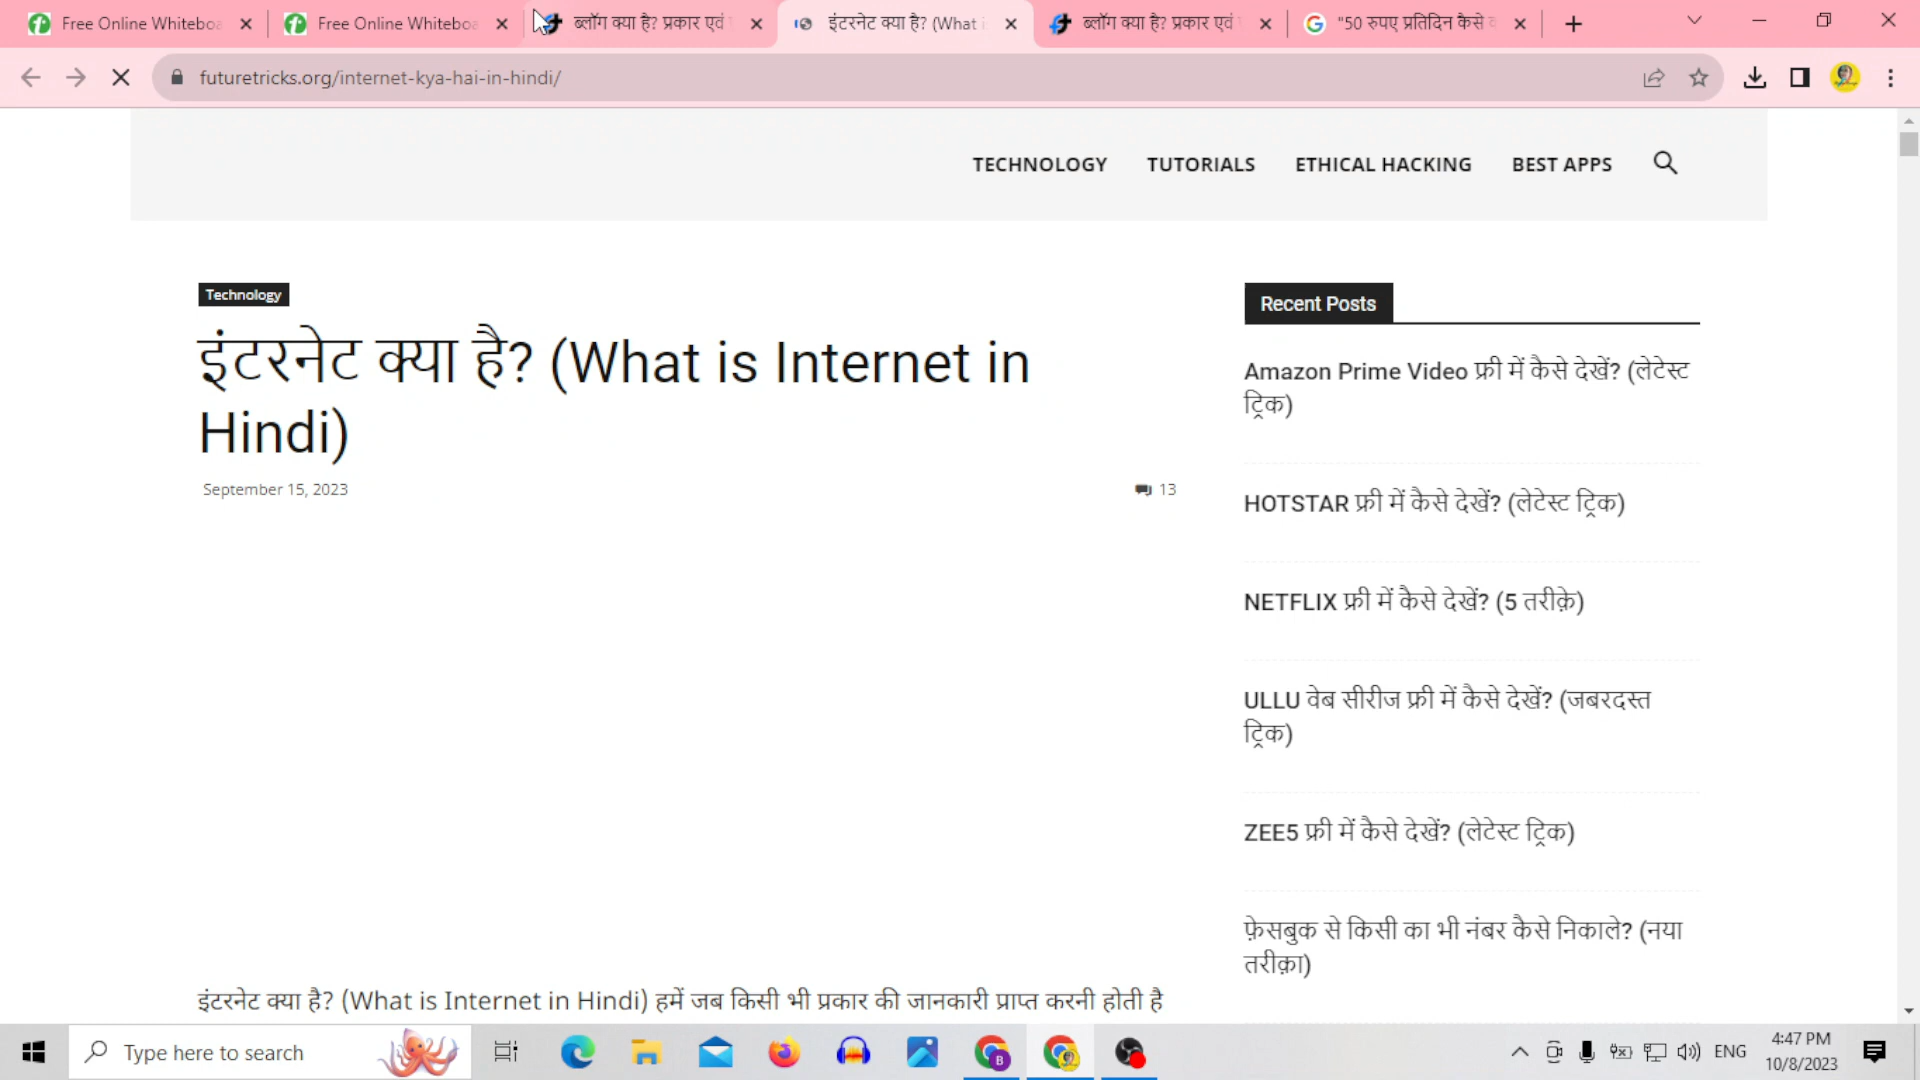 Free Online Whiteboa
Free Online Whiteboa
ब्लॉग क्या है? प्रकार एवं
इंटरनेट क्या है? (What i
ब्लॉग क्या है? प्रकार एवं
"50 रुपए प्रतिदिन कैसे
futuretricks.org/internet-kya-hai-in-hindi/
TECHNOLOGY
TUTORIALS
ETHICAL HACKING
BEST APPS
Technology
इंटरनेट क्या है? (What is Internet in
Hindi)
September 15, 2023
13
इंटरनेट क्या है? (What is Internet in Hindi) हमें जब किसी भी प्रकार की जानकारी प्राप्त करनी होती है
Recent Posts
Amazon Prime Video फ्री में कैसे देखें? (लेटेस्ट
ट्रिक)
HOTSTAR फ्री में कैसे देखें? (लेटेस्ट ट्रिक)
NETFLIX फ्री में कैसे देखें? (5 तरीक़े)
ULLU वेब सीरीज फ्री में कैसे देखें? (जबरदस्त
ट्रिक)
ZEE5 फ्री में कैसे देखें? (लेटेस्ट ट्रिक)
फ़ेसबुक से किसी का भी नंबर कैसे निकाले? (नया
तरीक़ा)
Type here to search
B
ENG
4:47 PM
10/8/2023